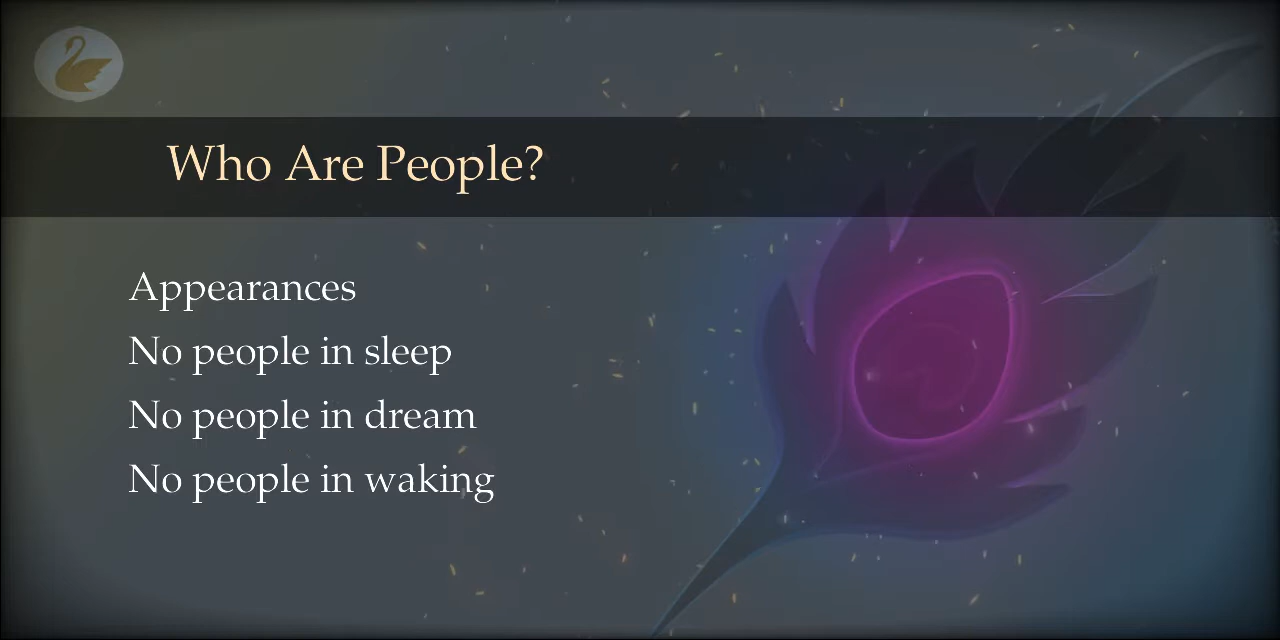 Who Are People?
Appearances
No people in sleep
No people in dream
No people in waking